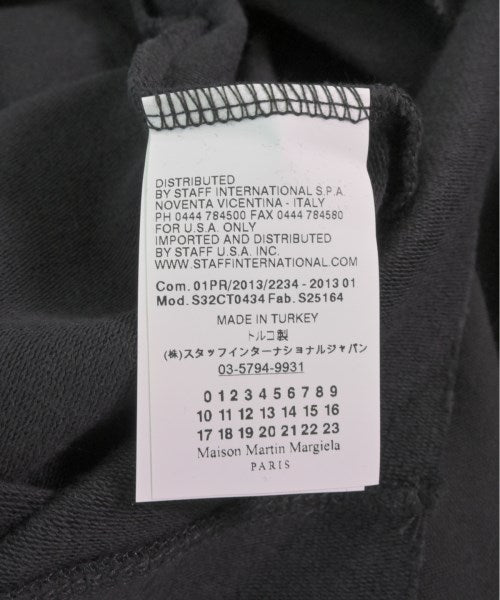 DISTRIBUTED
BY STAFF INTERNATIONAL S.P.A.
NOVENTA VICENTINA - ITALY
PH 0444 784500 FAX 0444 784580
FOR U.S.A. ONLY
IMPORTED AND DISTRIBUTED
BY STAFF U.S.A. INC.
WWW.STAFFINTERNATIONAL.COM
Com. 01PR/2013/2234 - 2013 01
Mod. S32CT0434 Fab. S25164
MADE IN TURKEY
トルコ製
(株)スタッフインターナショナルジャパン
03-5794-9931
0 1 2 3 4 5 6 7 8 9
10 11 12 13 14 15 16
17 18 19 20 21 22 23
Maison Martin Margiela
PARIS